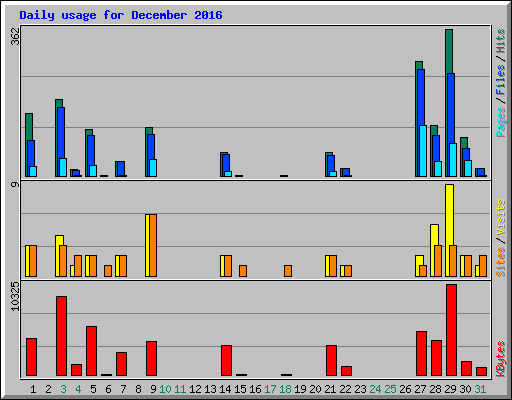 Daily usage for December 2016
362
Pages/Files/Hits
9
Sites/Visits
10325
KBytes
1 2 3 4 5 6 7 8 9 10 11 12 13 14 15 16 17 18 19 20 21 22 23 24 25 26 27 28 29 30 31